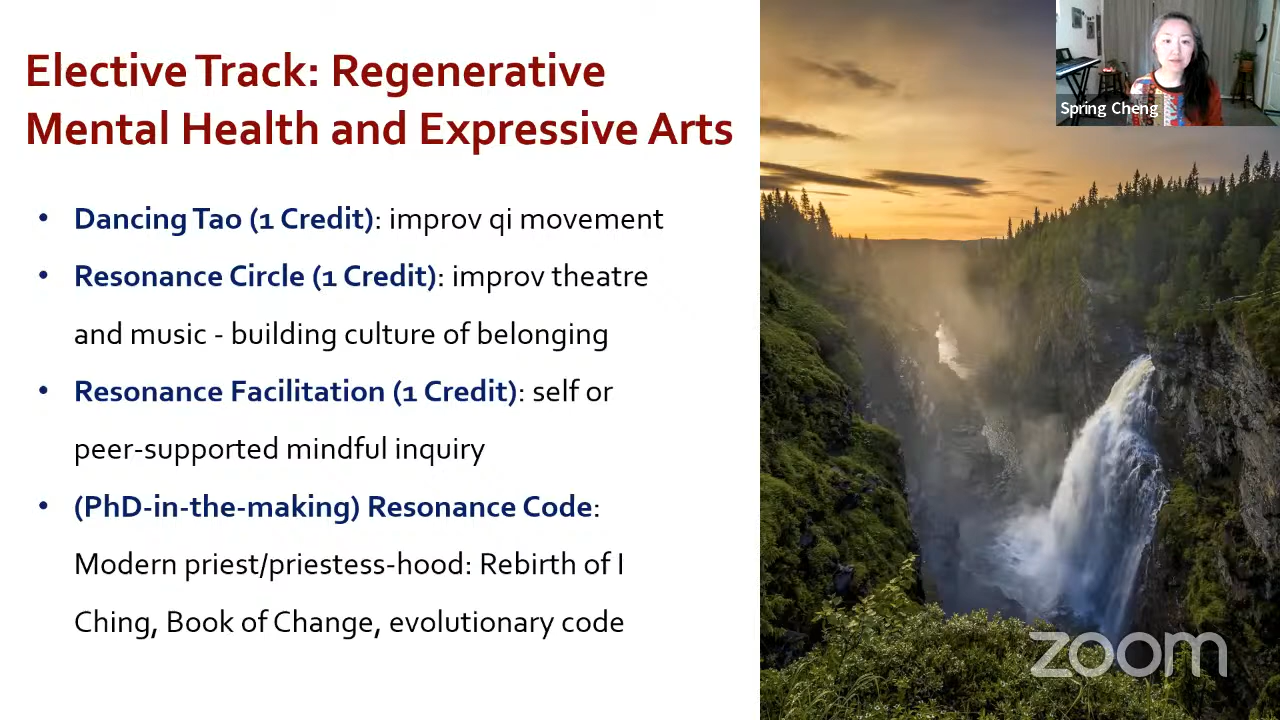 Elective Track: Regenerative
Mental Health and Expressive Arts
• Dancing Tao (1 Credit): improv qi movement
• Resonance Circle (1 Credit): improv theatre
and music - building culture of belonging
• Resonance Facilitation (1 Credit): self or
peer-supported mindful inquiry
• (PhD-in-the-making) Resonance Code:
Modern priest/priestess-hood: Rebirth of I
Ching, Book of Change, evolutionary code
Spring Cheng
zoom